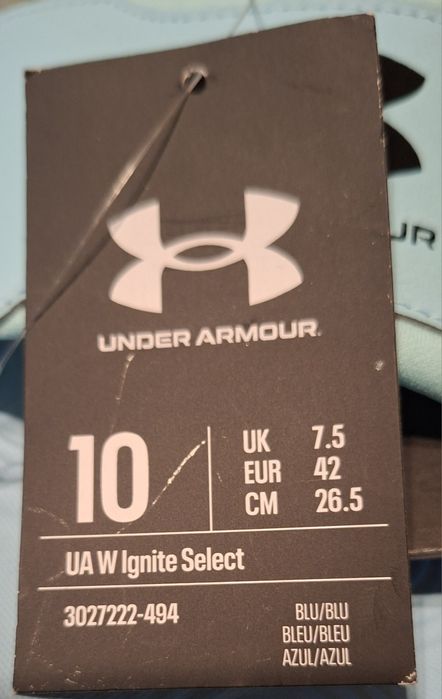 UNDER ARMOUR.
10
UK 7.5
EUR 42
CM 26.5
UA W Ignite Select
3027222-494
BLU/BLU
BLEU/BLEU
AZUL/AZUL
UR